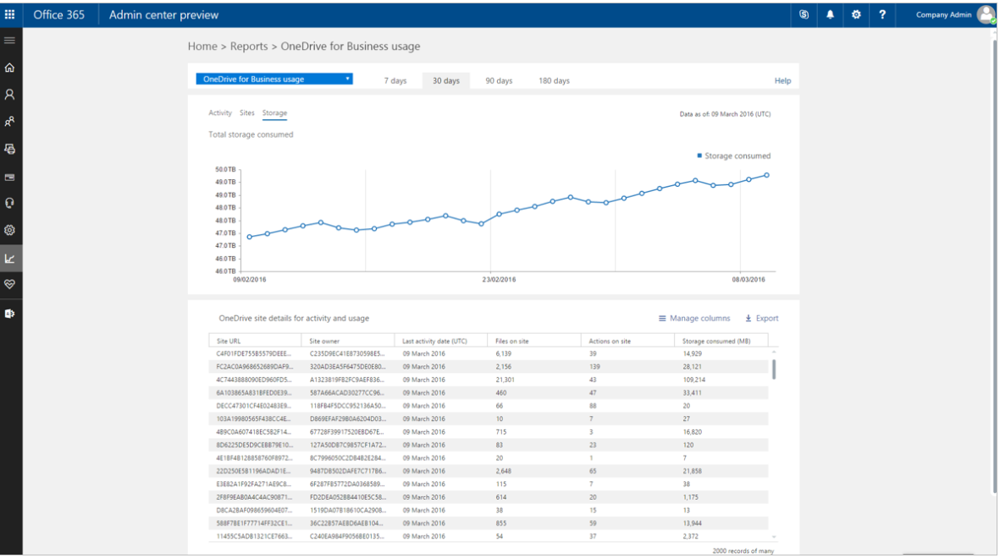 Office 365 Admin center preview Company Admin
Home > Reports > OneDrive for Business usage
OneDrive for Business usage 7 days 30 days 90 days 180 days Help
Activity Sites Storage Data as of: 09 March 2016 (UTC)
Total storage consumed
Storage consumed
50.0TB
49.0TB
49.0TB
48.0TB
48.0TB
47.0TB
47.0TB
46.0TB
46.0TB
09/02/2016 23/02/2016 08/03/2016
OneDrive site details for activity and usage Manage columns Export
Site URL Site owner Last activity date (UTC) Files on site Actions on site Storage consumed (MB)
C4F01FDE755B5579DEEE... C235D9EC41E8730598E5... 09 March 2016 6,139 39 14,929
FC2AC0A968652689DAF9... 320AD3EA5F6475DE0E80... 09 March 2016 2,156 139 28,121
4C7443888090ED960FD5... A1323819FB2FC9AEF836... 09 March 2016 21,301 43 109,214
6A103865A831BFED0E39... 587A66ACAD30277CC96... 09 March 2016 460 47 33,411
DECC47301CF4E02483E9... 118FB4F5DCC952136A50... 09 March 2016 66 88 20
103A19980565F438CC4E... D869EFAF29B0A6204D03... 09 March 2016 10 7 27
4B9C0A607418EC5B2F14... 67728F39917520EBD67E... 09 March 2016 715 3 16,820
8D6225DE5D9CEBB79E10... 127A50DB7C9857CF1A72... 09 March 2016 83 23 120
4E1BF4B128858760F8972... 8C7996050C2DB4B2E284... 09 March 2016 20 1 7
22D250E5B1196ADAD1E... 9487DB502DAFE7C71786... 09 March 2016 2,648 65 21,858
E3E82A1F92FA271AE9C8... 6F287FB5772DA0368589... 09 March 2016 115 7 38
2F8F9EAB0A4C4AC90871... FD2DEA052BB4410E5C58... 09 March 2016 614 20 1,175
D8CA2BAF098659604E07... 1519DA07B18610CA2908... 09 March 2016 38 15 13
588F7BE1F77714FF32CE1... 36C22B57AEBD6AEB104... 09 March 2016 855 59 13,944
11455C5ADB1321CE7663... C240EA984F9056BE0135... 09 March 2016 54 37 2,372
2000 records of many